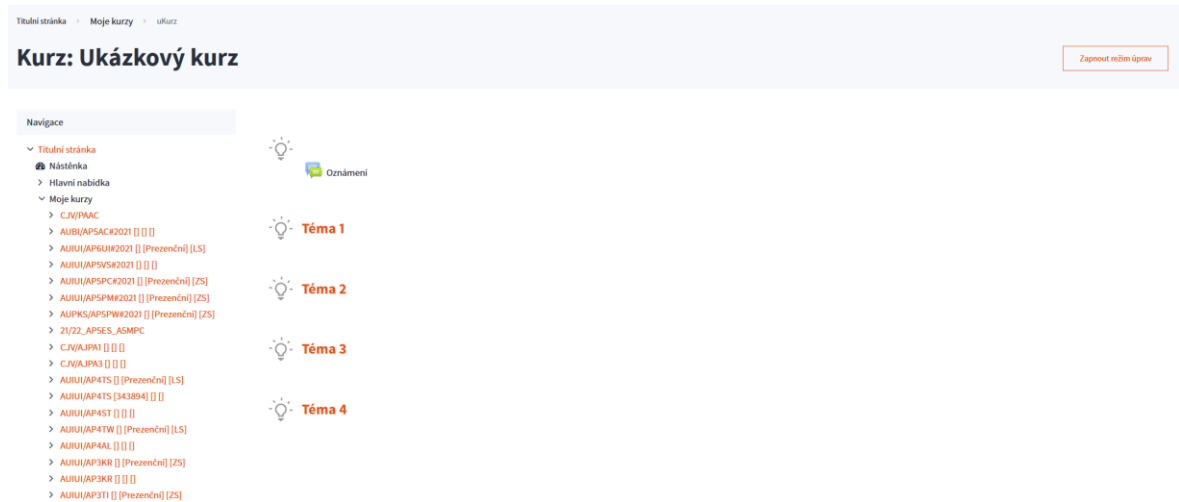 Titulní stránka > Moje kurzy > uKurz
Kurz: Ukázkový kurz
Zapnout režim úprav
Navigace
Titulní stránka
Nástěnka
Hlavní nabídka
Moje kurzy
CJV/PAAC
AUBI/AP5AC#2021 [] [] []
AUIUI/AP6UI#2021 [] [Prezenční] [LS]
AUIUI/AP5VS#2021 [] [] []
AUIUI/AP5PC#2021 [] [Prezenční] [ZS]
AUIUI/AP5PM#2021 [] [Prezenční] [ZS]
AUPKS/AP5PW#2021 [] [Prezenční] [ZS]
21/22_AP5ES_A5MPC
CJV/AJPA1 [] [] []
CJV/AJPA3 [] [] []
AUIUI/AP4TS [] [Prezenční] [LS]
AUIUI/AP4TS [343894] [] []
AUIUI/AP4ST [] [] []
AUIUI/AP4TW [] [Prezenční] [LS]
AUIUI/AP4AL [] [] []
AUIUI/AP3KR [] [Prezenční] [ZS]
AUIUI/AP3KR [] [] []
AUIUI/AP3TI [] [Prezenční] [ZS]
Oznámení
Téma 1
Téma 2
Téma 3
Téma 4